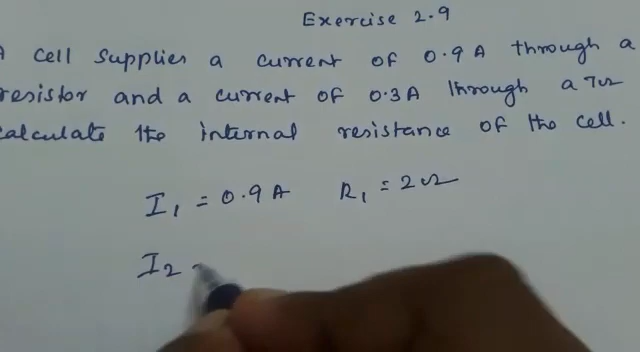 Exercise 2.9
A cell supplies a current of 0.9 A through a
resistor and a current of 0.3A through a 7Ω
calculate the internal resistance of the cell.
I₁ = 0.9 A R₁ = 2Ω
I₂